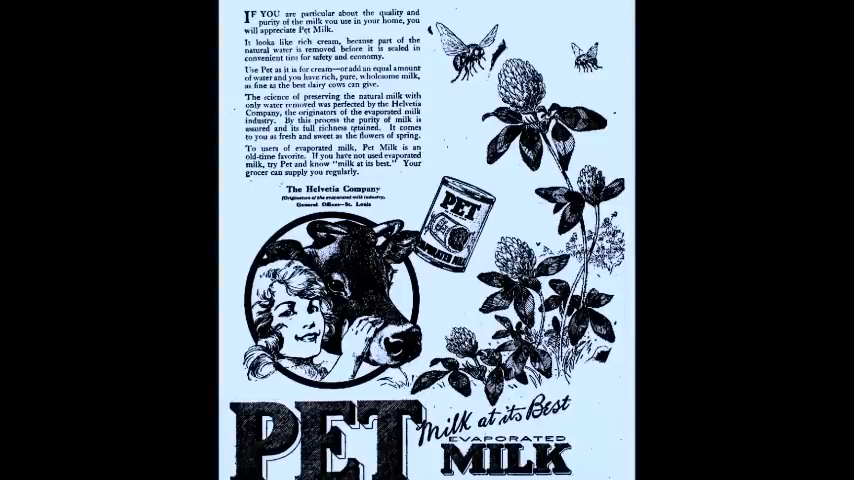 IF YOU are particular about the quality and
purity of the milk you use in your home, you
will appreciate Pet Milk.
It looks like rich cream, because part of the
natural water is removed before it is sealed in
convenient tins for safety and economy.
Use Pet as it is for cream—or add an equal amount
of water and you have rich, pure, wholesome milk,
as fine as the best dairy cows can give.
The science of preserving the natural milk with
only water removed was perfected by the Helvetia
Company, the originators of the evaporated milk
industry. By this process the purity of milk is
assured and its full richness retained. It comes
to you as fresh and sweet as the flowers of spring.
To users of evaporated milk, Pet Milk is an
old-time favorite. If you have not used evaporated
milk, try Pet and know "milk at its best." Your
grocer can supply you regularly.
The Helvetia Company
(Originators of the evaporated milk industry)
General Offices—St. Louis
PET
EVAPORATED MILK
PET
Milk at its Best
EVAPORATED
MILK